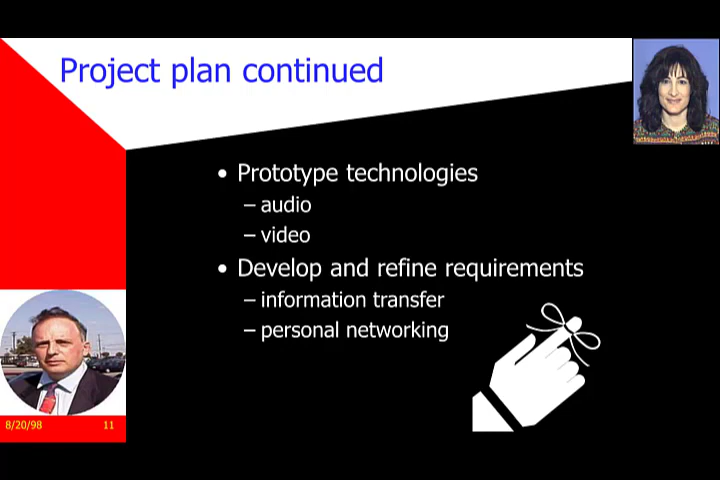 Project plan continued
• Prototype technologies
– audio
– video
• Develop and refine requirements
– information transfer
– personal networking
8/20/98 11